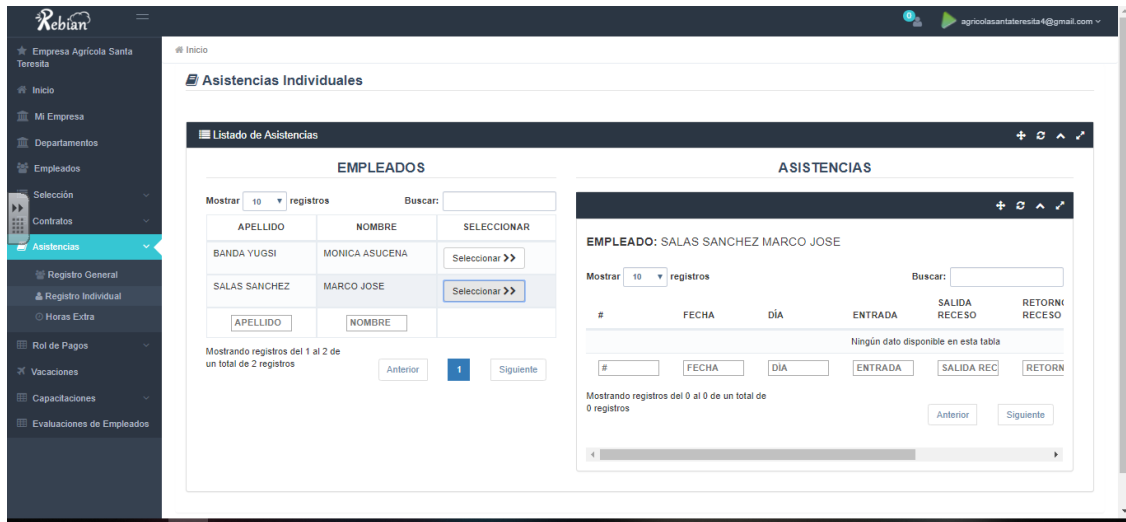 Rebian
0
agricolasantateresita4@gmail.com
Empresa Agrícola Santa
Teresita
Inicio
Mi Empresa
Departamentos
Empleados
Selección
Contratos
Asistencias
Registro General
Registro Individual
Horas Extra
Rol de Pagos
Vacaciones
Capacitaciones
Evaluaciones de Empleados
Inicio
Asistencias Individuales
Listado de Asistencias
EMPLEADOS
Mostrar 10 registros Buscar:
APELLIDO NOMBRE SELECCIONAR
BANDA YUGSI MONICA ASUCENA Seleccionar
SALAS SANCHEZ MARCO JOSE Seleccionar
APELLIDO NOMBRE
Mostrando registros del 1 al 2 de
un total de 2 registros
Anterior 1 Siguiente
ASISTENCIAS
EMPLEADO: SALAS SANCHEZ MARCO JOSE
Mostrar 10 registros Buscar:
# FECHA DÍA ENTRADA SALIDA RECESO RETORNO RECESO
Ningún dato disponible en esta tabla
# FECHA DÍA ENTRADA SALIDA REC RETORN
Mostrando registros del 0 al 0 de un total de
0 registros
Anterior Siguiente